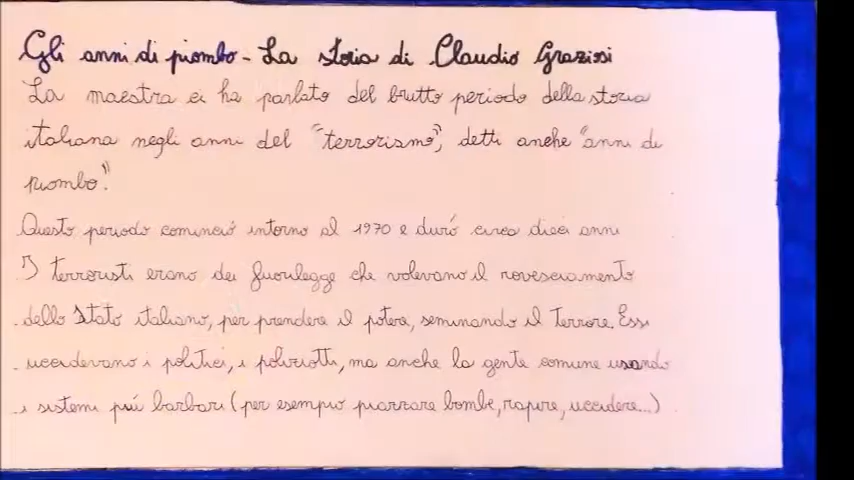 Gli anni di piombo - La storia di Claudio Graziosi
La maestra ci ha parlato del brutto periodo della storia
italiana negli anni del "terrorismo", detti anche "anni di
piombo".
Questo periodo cominciò intorno al 1970 e durò circa dieci anni
I terroristi erano dei fuorilegge che volevano il rovesciamento
dello Stato italiano, per prendere il potere, seminando il Terrore. Essi
uccidevano i politici, i poliziotti, ma anche la gente comune usando
i sistemi più barbari (per esempio piazzare bombe, rapire, uccidere...)